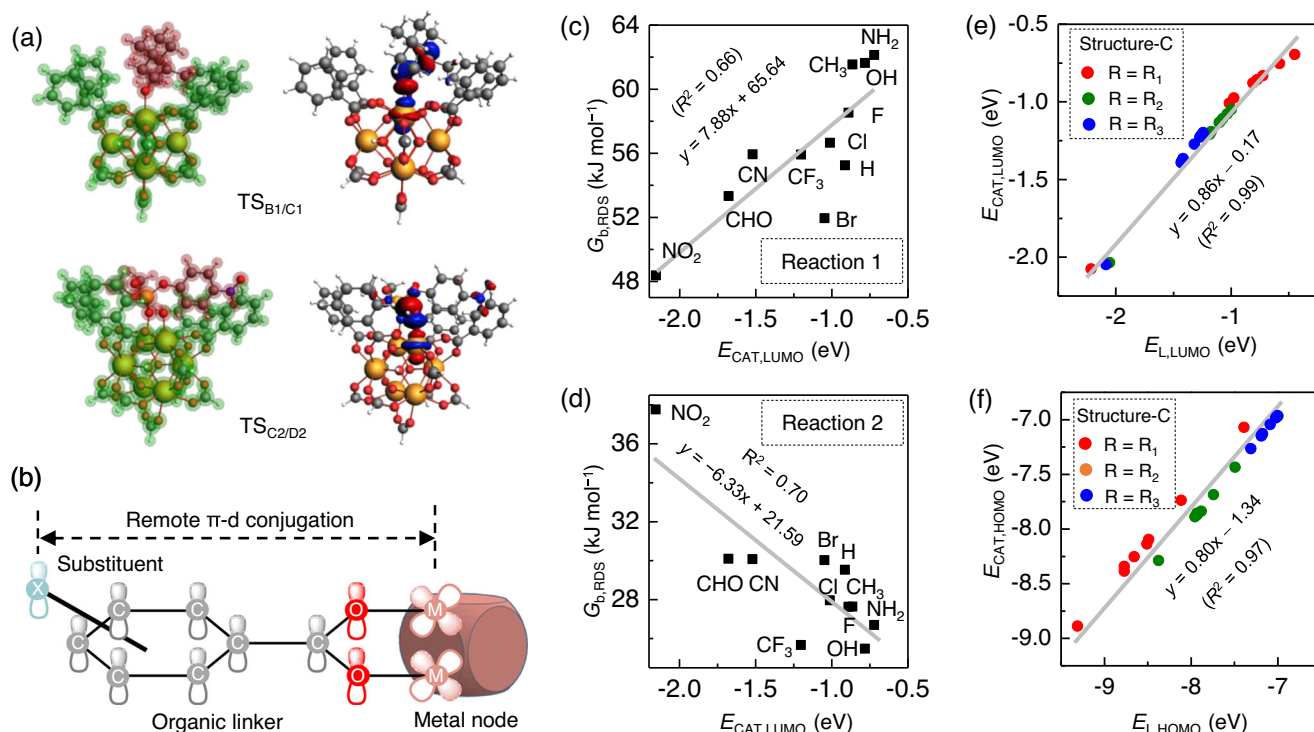 (a)
TS_B1/C1
TS_C2/D2
(b)
Remote π-d conjugation
Substituent
X
C C
C C C
C C
O M
O M
Organic linker
Metal node
(c)
64
60
56
52
48
G_b,RDS (kJ mol⁻¹)
(R² = 0.66)
y = 7.88x + 65.64
NH₂
CH₃
OH
F
Cl
CN
CF₃
H
CHO
Br
NO₂
Reaction 1
-2.0 -1.5 -1.0 -0.5
E_CAT,LUMO (eV)
(d)
36
32
28
G_b,RDS (kJ mol⁻¹)
NO₂
Reaction 2
R² = 0.70
y = −6.33x + 21.59
Br
H
CHO CN
Cl CH₃
NH₂
F
CF₃
OH
-2.0 -1.5 -1.0 -0.5
E_CAT,LUMO (eV)
(e)
-0.5
-1.0
-1.5
-2.0
E_CAT,LUMO (eV)
Structure-C
R = R₁
R = R₂
R = R₃
y = 0.86x − 0.17
(R² = 0.99)
-2 -1
E_L,LUMO (eV)
(f)
-7.0
-7.5
-8.0
-8.5
-9.0
E_CAT,HOMO (eV)
Structure-C
R = R₁
R = R₂
R = R₃
y = 0.80x − 1.34
(R² = 0.97)
-9 -8 -7
E_L,HOMO (eV)